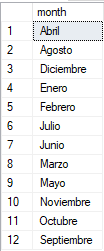 month
1 Abril
2 Agosto
3 Diciembre
4 Enero
5 Febrero
6 Julio
7 Junio
8 Marzo
9 Mayo
10 Noviembre
11 Octubre
12 Septiembre